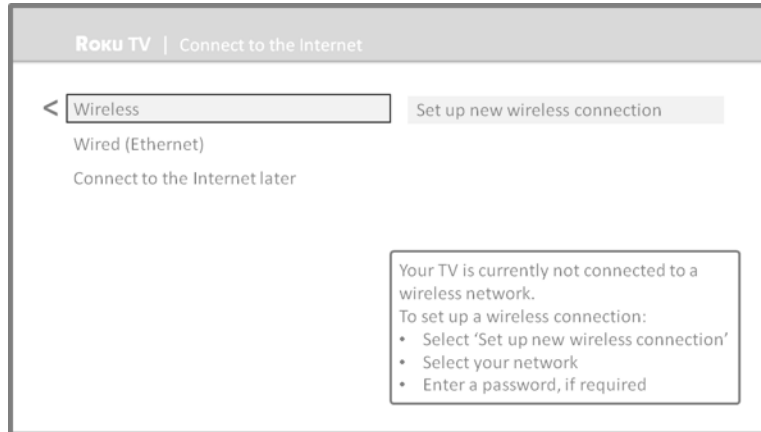 Roku TV | Connect to the Internet
< Wireless
Set up new wireless connection
Wired (Ethernet)
Connect to the Internet later
Your TV is currently not connected to a
wireless network.
To set up a wireless connection:
• Select ‘Set up new wireless connection’
• Select your network
• Enter a password, if required